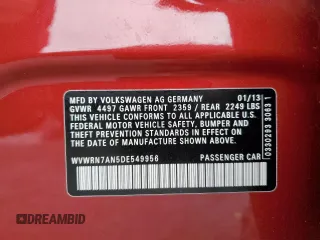 MFD BY VOLKSWAGEN AG GERMANY 01/13
GVWR 4497 GAWR FRONT 2359 / REAR 2249 LBS
THIS VEHICLE CONFORMS TO ALL APPLICABLE U.S.
FEDERAL MOTOR VEHICLE SAFETY, BUMPER, AND
THEFT PREVENTION STANDARDS IN EFFECT ON THE
DATE OF MANUFACTURE SHOWN ABOVE.
WVWRN7AN5DE549956 PASSENGER CAR
(0330293 3063)
© DREAMBID